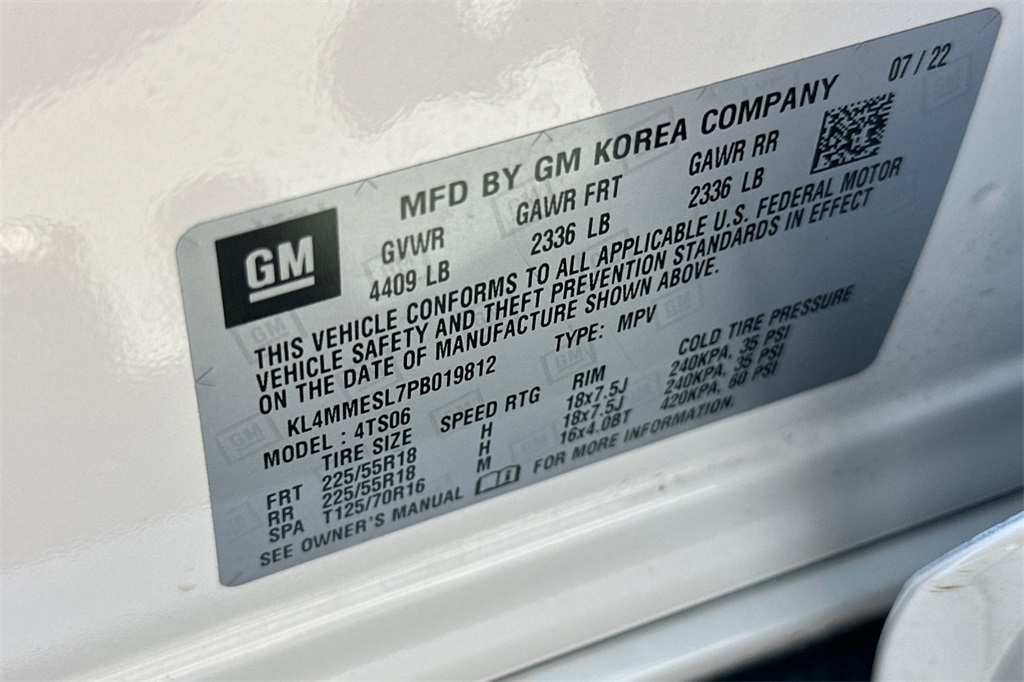 07 / 22
MFD BY GM KOREA COMPANY
GM
GVWR GAWR FRT GAWR RR
4409 LB 2336 LB 2336 LB
THIS VEHICLE CONFORMS TO ALL APPLICABLE U.S. FEDERAL MOTOR
VEHICLE SAFETY AND THEFT PREVENTION STANDARDS IN EFFECT
ON THE DATE OF MANUFACTURE SHOWN ABOVE.
KL4MMESL7PB019812 TYPE: MPV
MODEL : 4TS06
TIRE SIZE SPEED RTG RIM COLD TIRE PRESSURE
FRT 225/55R18 H 18x7.5J 240KPA, 35 PSI
RR 225/55R18 H 18x7.5J 240KPA, 35 PSI
SPA T125/70R16 M 16x4.0BT 420KPA, 60 PSI
SEE OWNER'S MANUAL FOR MORE INFORMATION.